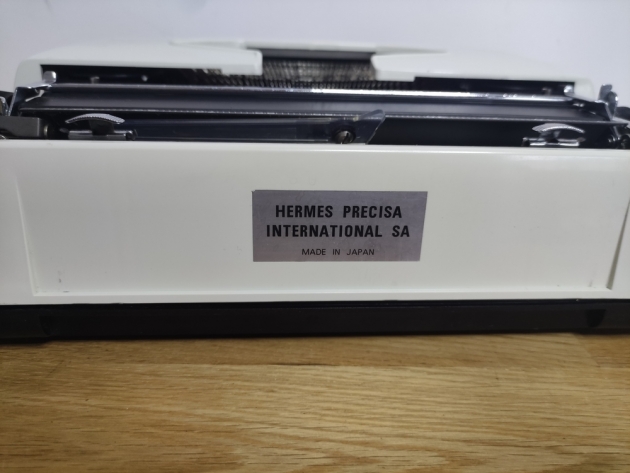 HERMES PRECISA
INTERNATIONAL SA
MADE IN JAPAN